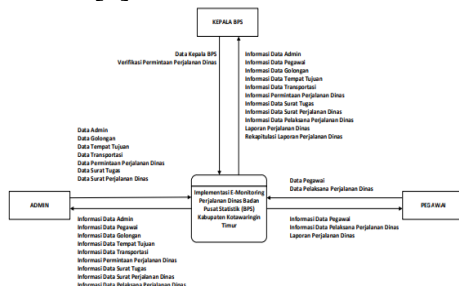 KEPALA BPS
Data Kepala BPS
Verifikasi Permintaan Perjalanan Dinas
Informasi Data Admin
Informasi Data Pegawai
Informasi Data Golongan
Informasi Data Tempat Tujuan
Informasi Data Transportasi
Informasi Permintaan Perjalanan Dinas
Informasi Data Surat Tugas
Informasi Data Surat Perjalanan Dinas
Informasi Data Pelaksana Perjalanan Dinas
Laporan Perjalanan Dinas
Rekapitulasi Laporan Perjalanan Dinas
Data Admin
Data Golongan
Data Tempat Tujuan
Data Transportasi
Data Permintaan Perjalanan Dinas
Data Surat Tugas
Data Surat Perjalanan Dinas
ADMIN
Implementasi E-Monitoring
Perjalanan Dinas Badan
Pusat Statistik (BPS)
Kabupaten Kotawaringin
Timur
Data Pegawai
Data Pelaksana Perjalanan Dinas
PEGAWAI
Informasi Data Pegawai
Informasi Data Pelaksana Perjalanan Dinas
Laporan Perjalanan Dinas
Informasi Data Admin
Informasi Data Pegawai
Informasi Data Golongan
Informasi Data Tempat Tujuan
Informasi Data Transportasi
Informasi Permintaan Perjalanan Dinas
Informasi Data Surat Tugas
Informasi Data Surat Perjalanan Dinas
Informasi Data Pelaksana Perjalanan Dinas